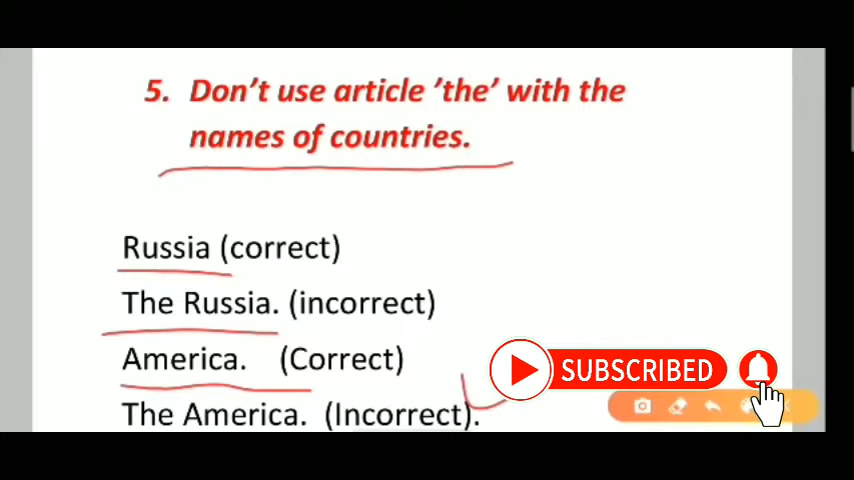 5. Don't use article 'the' with the
names of countries.
Russia (correct)
The Russia. (incorrect)
America. (Correct)
The America. (Incorrect).
SUBSCRIBED